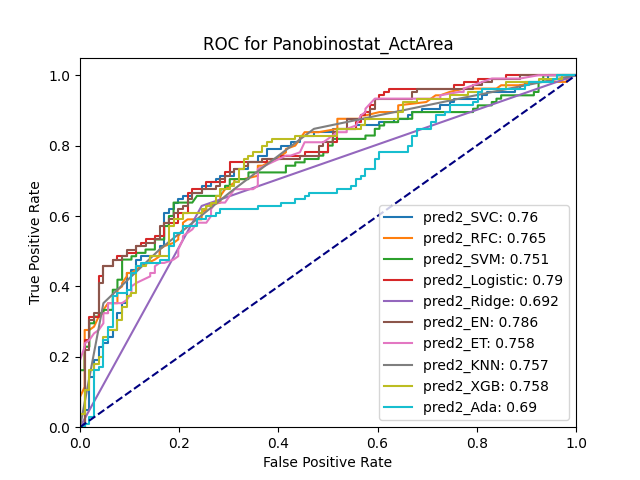 ROC for Panobinostat_ActArea
True Positive Rate
1.0
0.8
0.6
0.4
0.2
0.0
pred2_SVC: 0.76
pred2_RFC: 0.765
pred2_SVM: 0.751
pred2_Logistic: 0.79
pred2_Ridge: 0.692
pred2_EN: 0.786
pred2_ET: 0.758
pred2_KNN: 0.757
pred2_XGB: 0.758
pred2_Ada: 0.69
0.0 0.2 0.4 0.6 0.8 1.0
False Positive Rate